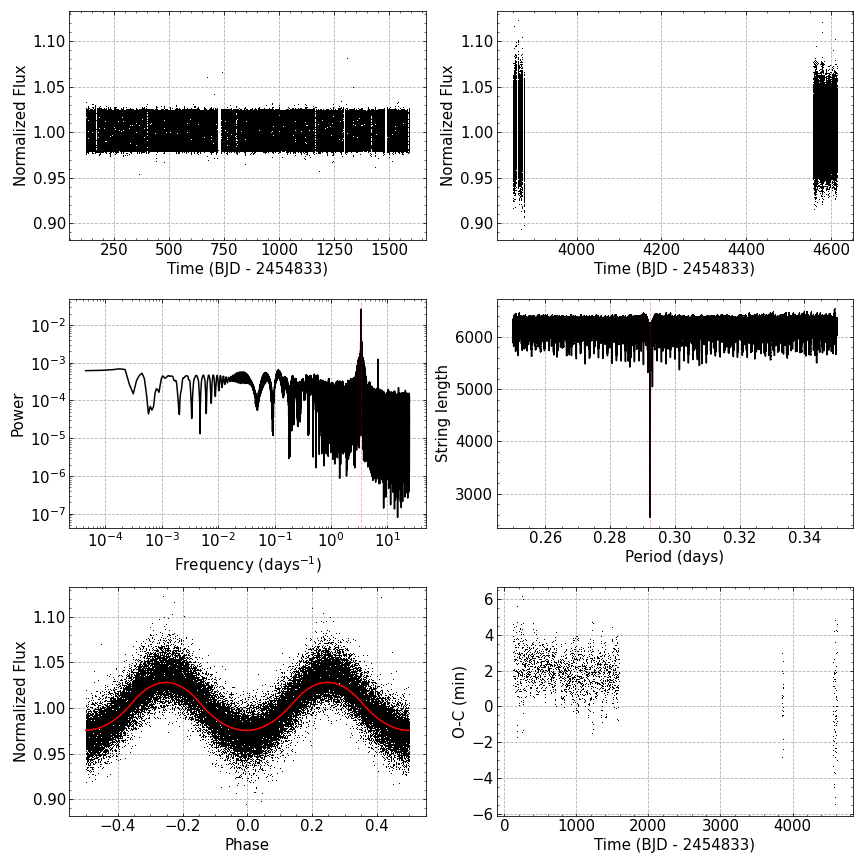 1.10
1.05
1.00
0.95
0.90
Normalized Flux
250 500 750 1000 1250 1500
Time (BJD - 2454833)
1.10
1.05
1.00
0.95
0.90
Normalized Flux
4000 4200 4400 4600
Time (BJD - 2454833)
10⁻²
10⁻³
10⁻⁴
10⁻⁵
10⁻⁶
10⁻⁷
Power
10⁻⁴ 10⁻³ 10⁻² 10⁻¹ 10⁰ 10¹
Frequency (days⁻¹)
6000
5000
4000
3000
String length
0.26 0.28 0.30 0.32 0.34
Period (days)
1.10
1.05
1.00
0.95
0.90
Normalized Flux
−0.4 −0.2 0.0 0.2 0.4
Phase
6
4
2
0
−2
−4
−6
O-C (min)
0 1000 2000 3000 4000
Time (BJD - 2454833)